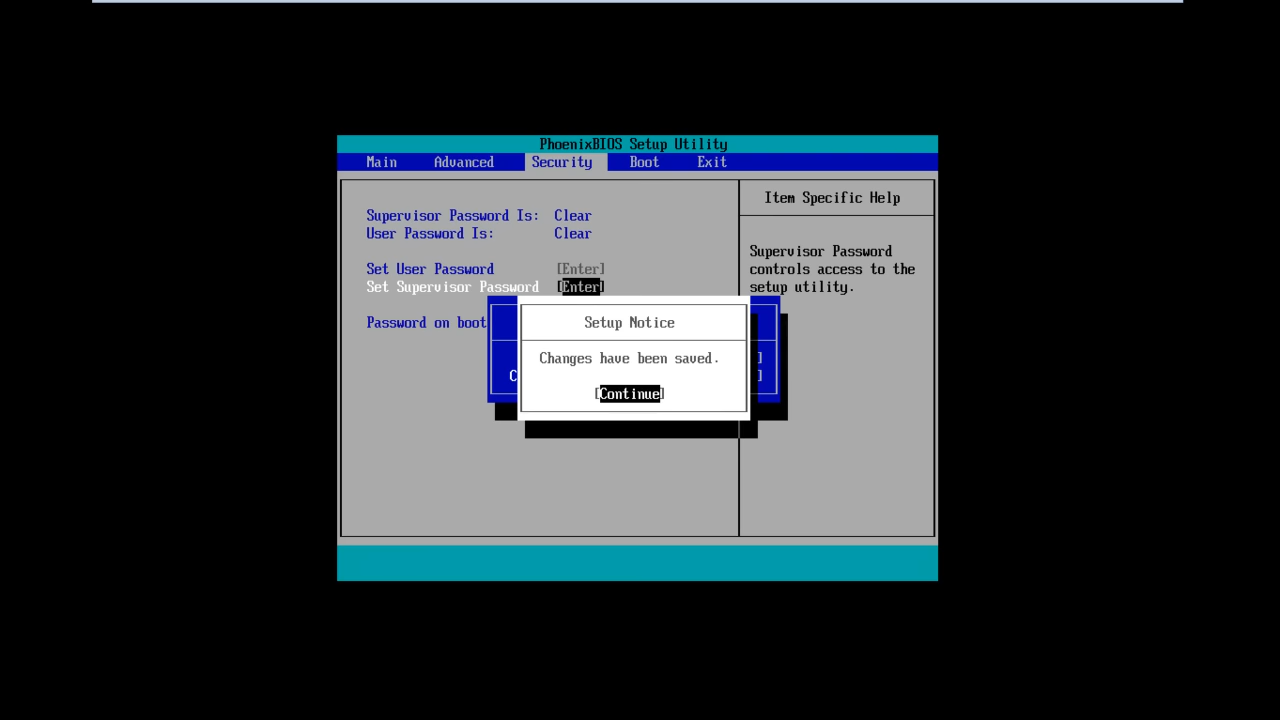 PhoenixBIOS Setup Utility
Main Advanced Security Boot Exit
Item Specific Help
Supervisor Password Is: Clear
User Password Is: Clear
Set User Password [Enter]
Set Supervisor Password [Enter]
Password on boot
Supervisor Password
controls access to the
setup utility.
Setup Notice
Changes have been saved.
[Continue]
C
]
]